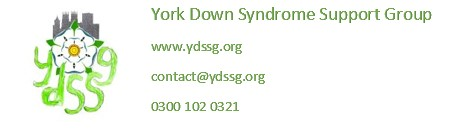 York Down Syndrome Support Group
www.ydssg.org
contact@ydssg.org
0300 102 0321
ydssg